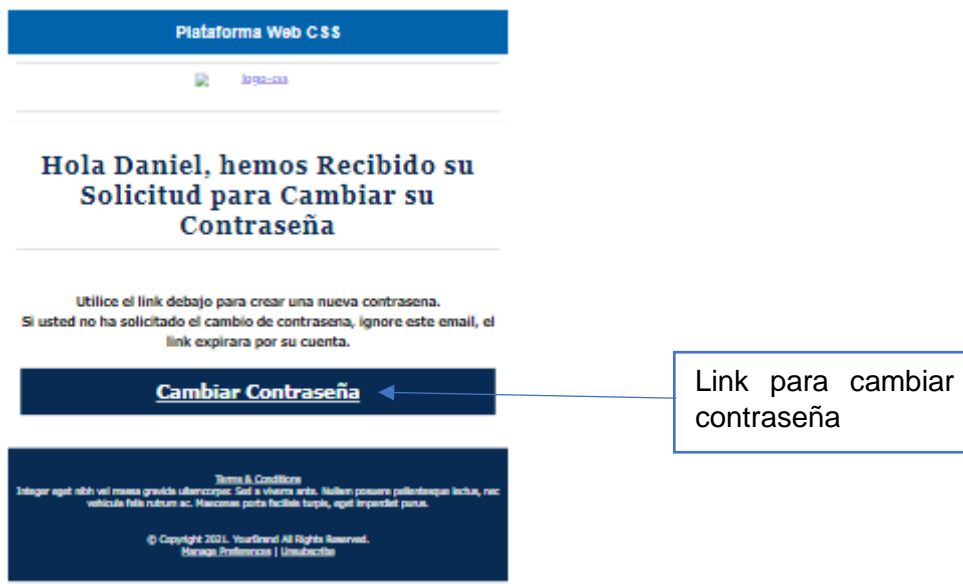 Plataforma Web CSS
logo-css
Hola Daniel, hemos Recibido su
Solicitud para Cambiar su
Contraseña
Utilice el link debajo para crear una nueva contrasena.
Si usted no ha solicitado el cambio de contrasena, ignore este email, el
link expirara por su cuenta.
Cambiar Contraseña
Link para cambiar
contraseña
Terms & Conditions
Integer eget nibh vel massa gravida ullamcorper. Sed a viverra ante. Nullam posuere pellentesque lectus, nec
vehicula felis rutrum ac. Maecenas porta facilisis turpis, eget imperdiet purus.
© Copyright 2021. YourBrand All Rights Reserved.
Manage Preferences | Unsubscribe